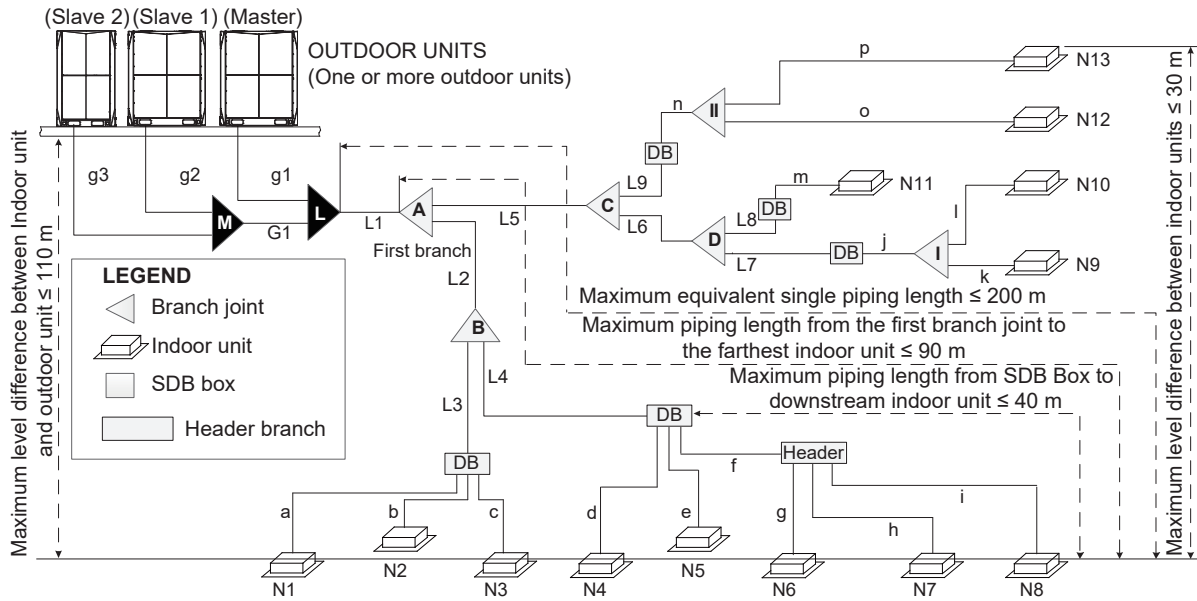 (Slave 2) (Slave 1) (Master)
OUTDOOR UNITS
(One or more outdoor units)
Maximum level difference between Indoor unit
and outdoor unit ≤ 110 m
g3
g2
g1
M
L
G1
L1
A
First branch
L2
L5
B
L3
L4
C
L9
L6
DB
n
II
p
o
N13
N12
D
L8
L7
DB
m
N11
DB
j
I
l
k
N10
N9
Maximum level difference between indoor units ≤ 30 m
LEGEND
Branch joint
Indoor unit
SDB box
Header branch
Maximum equivalent single piping length ≤ 200 m
Maximum piping length from the first branch joint to
the farthest indoor unit ≤ 90 m
Maximum piping length from SDB Box to
downstream indoor unit ≤ 40 m
DB
DB
f
Header
a
b
c
d
e
g
h
i
N1
N2
N3
N4
N5
N6
N7
N8